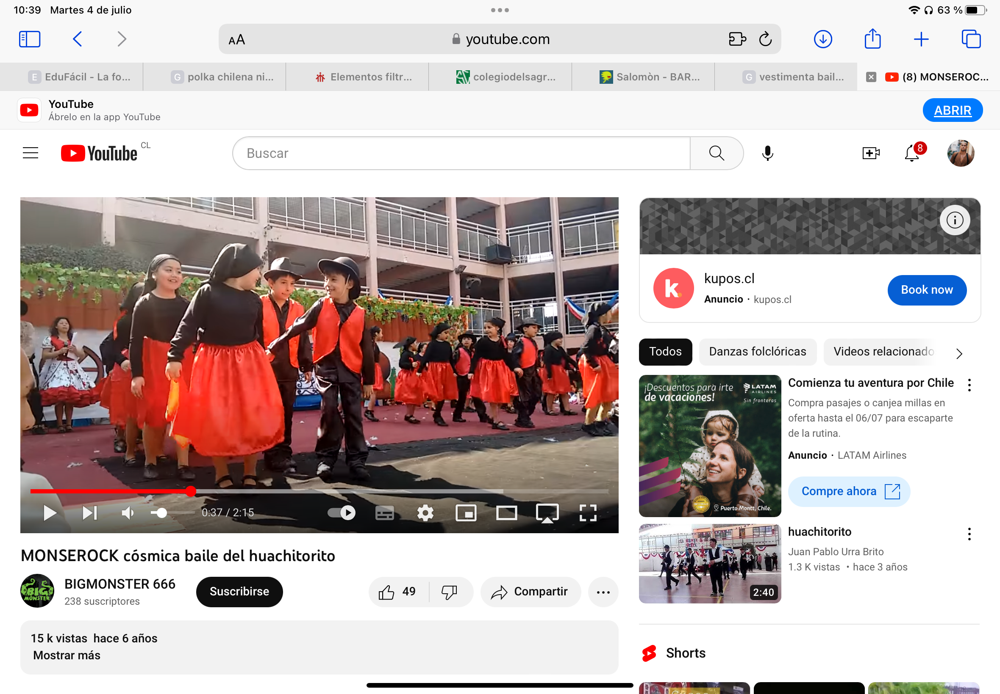 10:39 Martes 4 de julio
63 %
AA
youtube.com
E EduFácil - La fo...
G polka chilena ni...
Elementos filtr...
colegiodelsagr...
Salomòn - BAR...
G vestimenta bail...
(8) MONSEROC...
YouTube
Ábrelo en la app YouTube
ABRIR
YouTube CL
Buscar
8
kupos.cl
Anuncio · kupos.cl
Book now
Todos
Danzas folclóricas
Videos relacionado
¡Descuentos para irte
de vacaciones!
LATAM
AIRLINES
Sin fronteras
Puerto Montt, Chile.
Comienza tu aventura por Chile
Compra pasajes o canjea millas en
oferta hasta el 06/07 para escaparte
de la rutina.
Anuncio · LATAM Airlines
Compre ahora
0:37 / 2:15
huachitorito
Juan Pablo Urra Brito
1.3 K vistas • hace 3 años
2:40
MONSEROCK cósmica baile del huachitorito
BIG
MONSTER
BIGMONSTER 666
238 suscriptores
Suscribirse
49
Compartir
15 k vistas hace 6 años
Mostrar más
Shorts